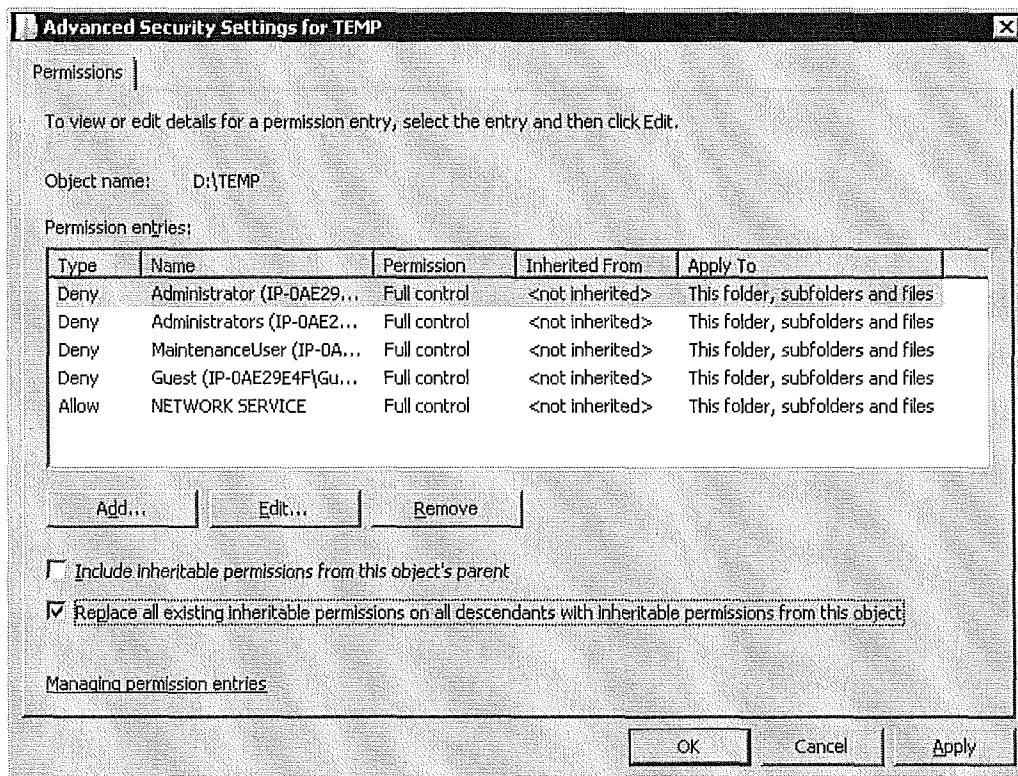 Advanced Security Settings for TEMP
Permissions
To view or edit details for a permission entry, select the entry and then click Edit.
Object name: D:\TEMP
Permission entries:
Type Name Permission Inherited From Apply To
Deny Administrator (IP-0AE29... Full control <not inherited> This folder, subfolders and files
Deny Administrators (IP-0AE2... Full control <not inherited> This folder, subfolders and files
Deny MaintenanceUser (IP-0A... Full control <not inherited> This folder, subfolders and files
Deny Guest (IP-0AE29E4F\Gu... Full control <not inherited> This folder, subfolders and files
Allow NETWORK SERVICE Full control <not inherited> This folder, subfolders and files
Add... Edit... Remove
Include inheritable permissions from this object's parent
Replace all existing inheritable permissions on all descendants with inheritable permissions from this object
Managing permission entries
OK Cancel Apply